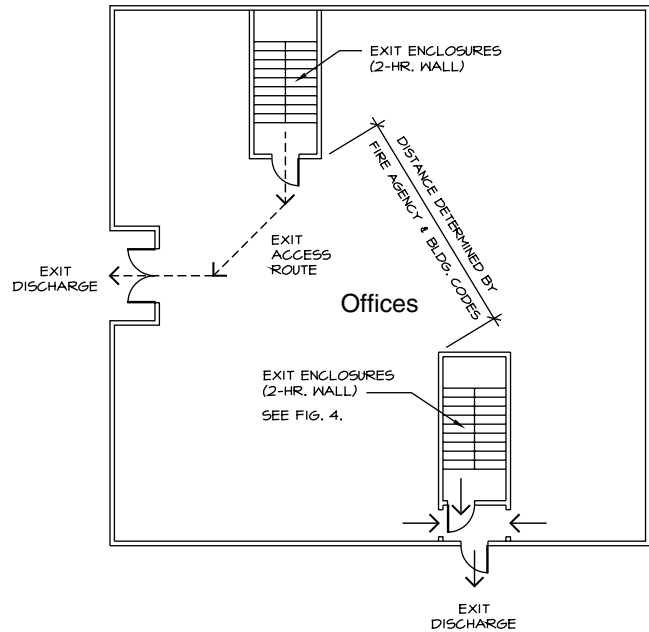 EXIT ENCLOSURES
(2-HR. WALL)
DISTANCE DETERMINED BY
FIRE AGENCY & BLDG. CODES
EXIT
ACCESS
ROUTE
EXIT
DISCHARGE
Offices
EXIT ENCLOSURES
(2-HR. WALL)
SEE FIG. 4.
EXIT
DISCHARGE